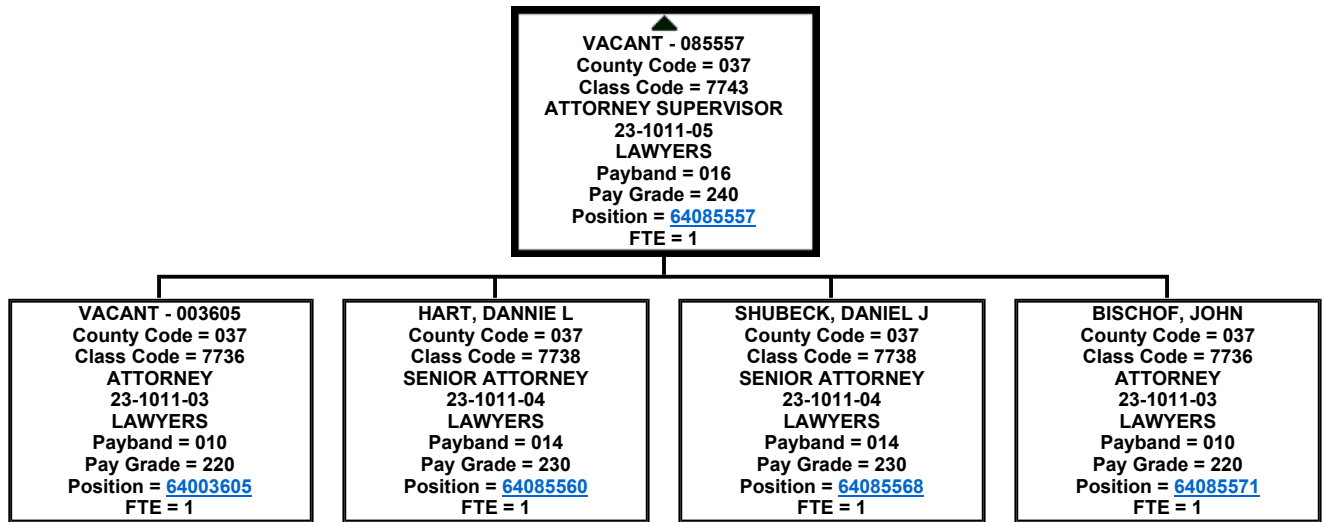 VACANT - 085557
County Code = 037
Class Code = 7743
ATTORNEY SUPERVISOR
23-1011-05
LAWYERS
Payband = 016
Pay Grade = 240
Position = 64085557
FTE = 1
VACANT - 003605
County Code = 037
Class Code = 7736
ATTORNEY
23-1011-03
LAWYERS
Payband = 010
Pay Grade = 220
Position = 64003605
FTE = 1
HART, DANNIE L
County Code = 037
Class Code = 7738
SENIOR ATTORNEY
23-1011-04
LAWYERS
Payband = 014
Pay Grade = 230
Position = 64085560
FTE = 1
SHUBECK, DANIEL J
County Code = 037
Class Code = 7738
SENIOR ATTORNEY
23-1011-04
LAWYERS
Payband = 014
Pay Grade = 230
Position = 64085568
FTE = 1
BISCHOF, JOHN
County Code = 037
Class Code = 7736
ATTORNEY
23-1011-03
LAWYERS
Payband = 010
Pay Grade = 220
Position = 64085571
FTE = 1